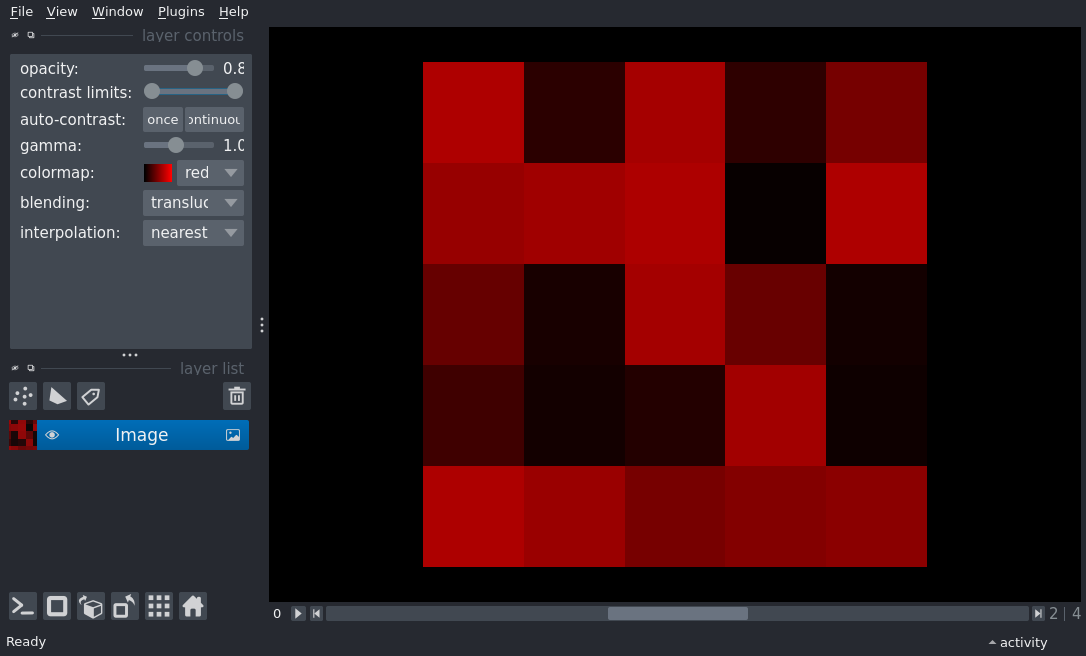 File View Window Plugins Help
layer controls
opacity: 0.8
contrast limits:
auto-contrast: once ontinuou
gamma: 1.0
colormap: red
blending: transluc
interpolation: nearest
layer list
Image
0 2 | 4
Ready activity